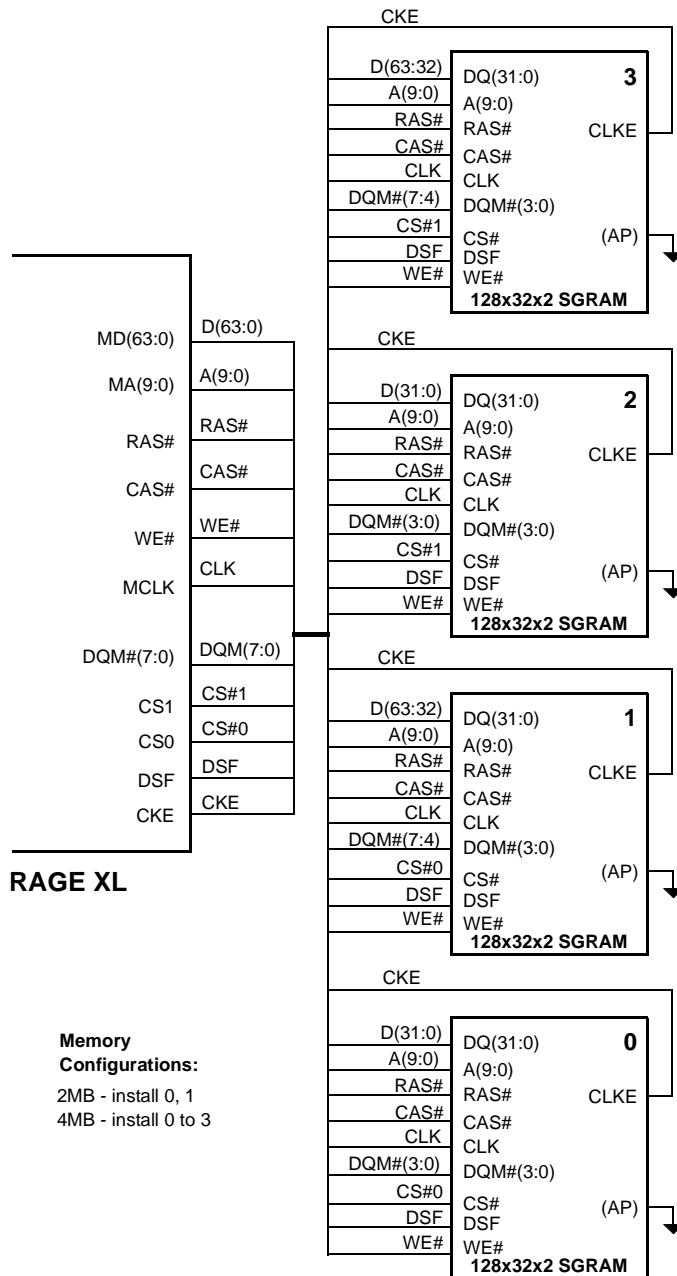 CKE
D(63:32)
A(9:0)
RAS#
CAS#
CLK
DQM#(7:4)
CS#1
DSF
WE#
DQ(31:0) 3
A(9:0)
RAS# CLKE
CAS#
CLK
DQM#(3:0)
CS# (AP)
DSF
WE#
128x32x2 SGRAM
MD(63:0) D(63:0)
MA(9:0) A(9:0)
RAS# RAS#
CAS# CAS#
WE# WE#
MCLK CLK
DQM#(7:0) DQM(7:0)
CS1 CS#1
CS0 CS#0
DSF DSF
CKE CKE
RAGE XL
CKE
D(31:0)
A(9:0)
RAS#
CAS#
CLK
DQM#(3:0)
CS#1
DSF
WE#
DQ(31:0) 2
A(9:0)
RAS# CLKE
CAS#
CLK
DQM#(3:0)
CS# (AP)
DSF
WE#
128x32x2 SGRAM
CKE
D(63:32)
A(9:0)
RAS#
CAS#
CLK
DQM#(7:4)
CS#0
DSF
WE#
DQ(31:0) 1
A(9:0)
RAS# CLKE
CAS#
CLK
DQM#(3:0)
CS# (AP)
DSF
WE#
128x32x2 SGRAM
CKE
D(31:0)
A(9:0)
RAS#
CAS#
CLK
DQM#(3:0)
CS#0
DSF
WE#
DQ(31:0) 0
A(9:0)
RAS# CLKE
CAS#
CLK
DQM#(3:0)
CS# (AP)
DSF
WE#
128x32x2 SGRAM
Memory
Configurations:
2MB - install 0, 1
4MB - install 0 to 3